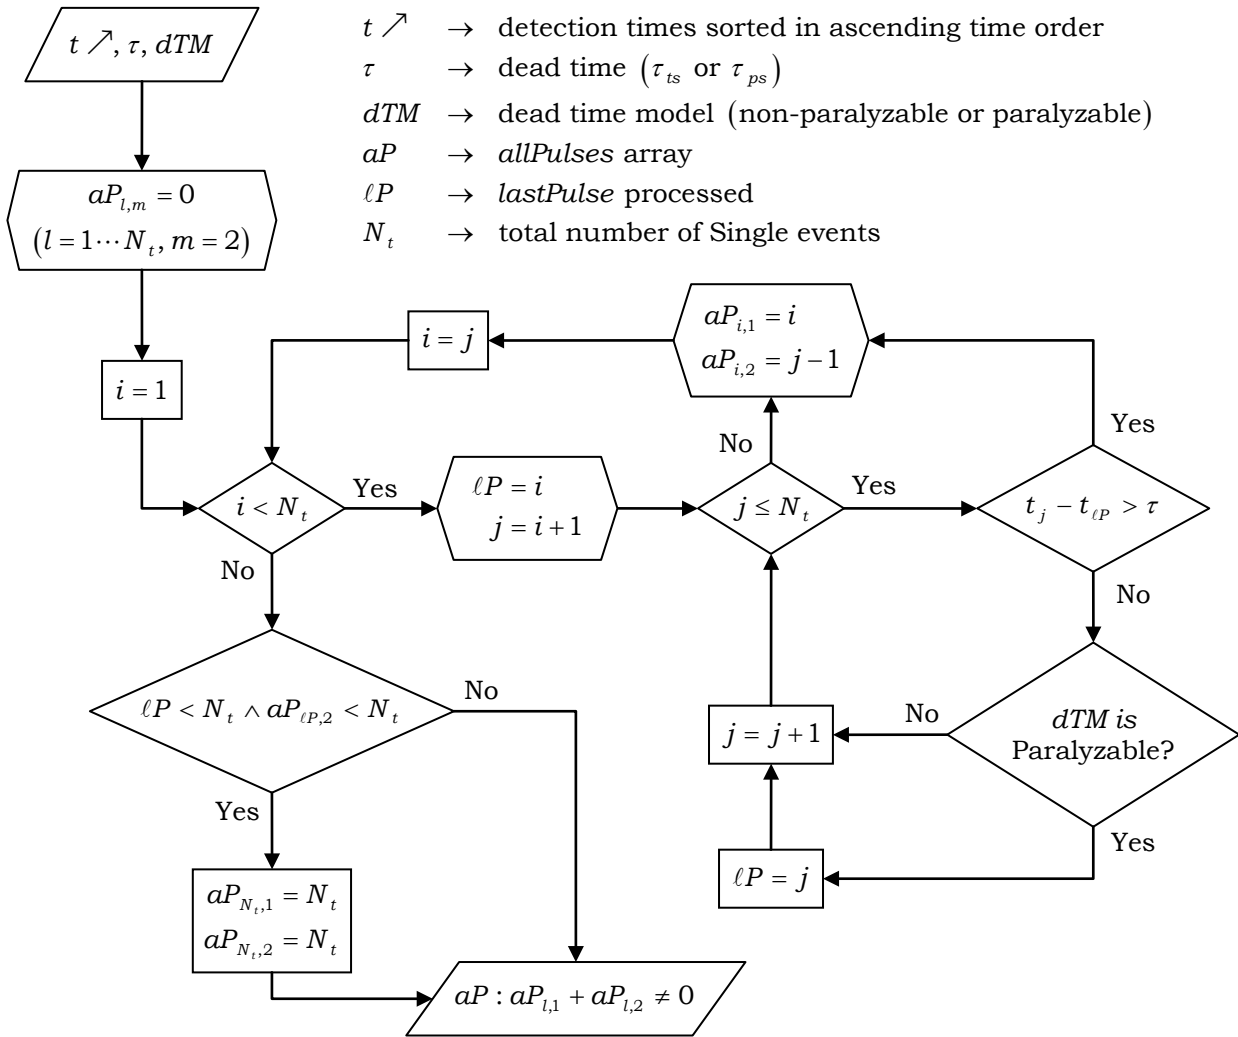 t ↗, τ, dTM
t ↗ → detection times sorted in ascending time order
τ → dead time (τ_ts or τ_ps)
dTM → dead time model (non-paralyzable or paralyzable)
aP → allPulses array
ℓP → lastPulse processed
N_t → total number of Single events
aP_l,m = 0
(l = 1⋯N_t, m = 2)
i = 1
i = j
aP_i,1 = i
aP_i,2 = j − 1
Yes
No
i < N_t
Yes
ℓP = i
j = i + 1
j ≤ N_t
Yes
t_j − t_ℓP > τ
No
No
ℓP < N_t ∧ aP_ℓP,2 < N_t
No
j = j + 1
No
dTM is
Paralyzable?
Yes
Yes
ℓP = j
aP_N_t,1 = N_t
aP_N_t,2 = N_t
aP : aP_l,1 + aP_l,2 ≠ 0